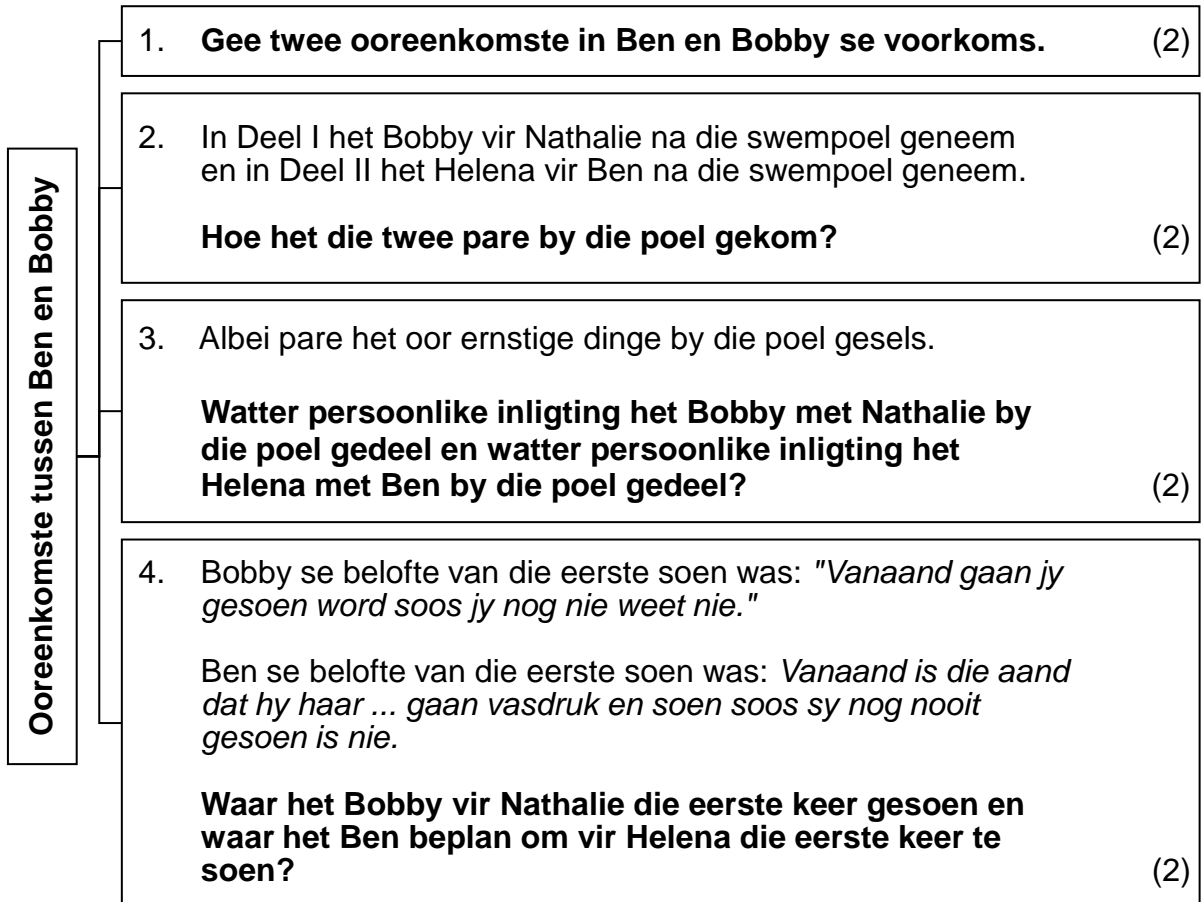 Ooreenkomste tussen Ben en Bobby
1. Gee twee ooreenkomste in Ben en Bobby se voorkoms. (2)
2. In Deel I het Bobby vir Nathalie na die swempoel geneem
en in Deel II het Helena vir Ben na die swempoel geneem.
Hoe het die twee pare by die poel gekom? (2)
3. Albei pare het oor ernstige dinge by die poel gesels.
Watter persoonlike inligting het Bobby met Nathalie by
die poel gedeel en watter persoonlike inligting het
Helena met Ben by die poel gedeel? (2)
4. Bobby se belofte van die eerste soen was: "Vanaand gaan jy
gesoen word soos jy nog nie weet nie."
Ben se belofte van die eerste soen was: Vanaand is die aand
dat hy haar ... gaan vasdruk en soen soos sy nog nooit
gesoen is nie.
Waar het Bobby vir Nathalie die eerste keer gesoen en
waar het Ben beplan om vir Helena die eerste keer te
soen? (2)